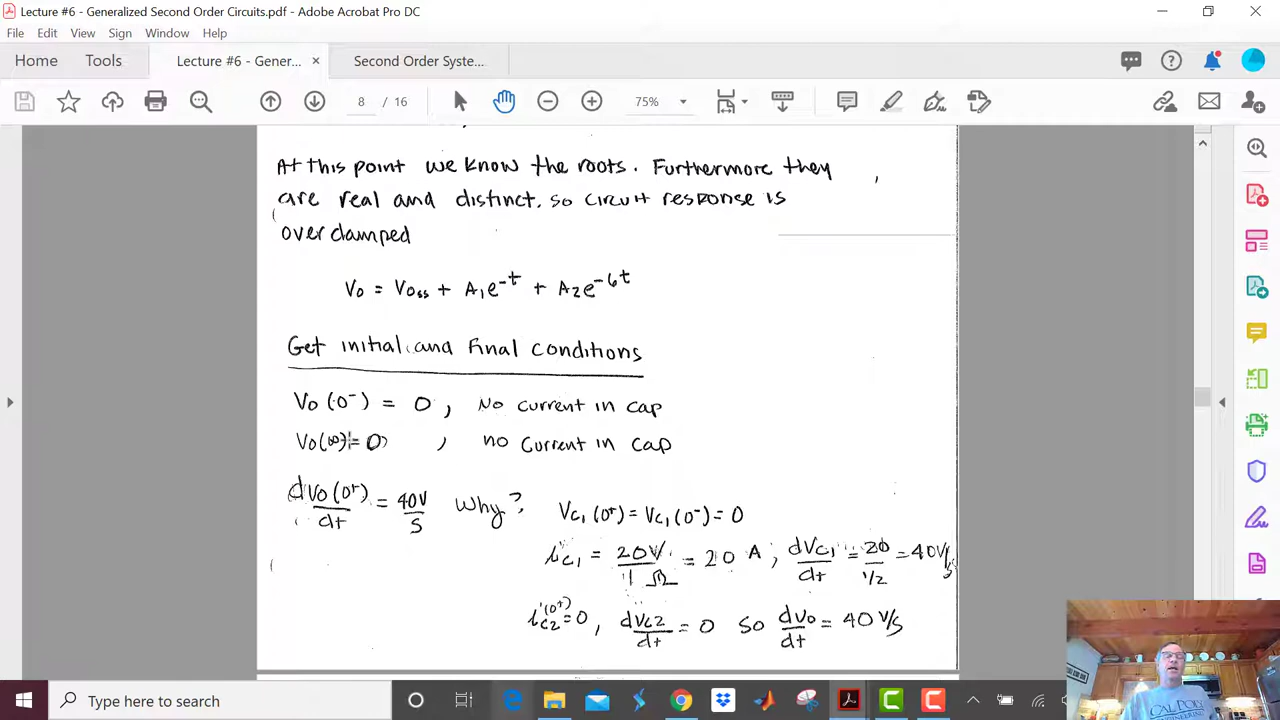 Lecture #6 - Generalized Second Order Circuits.pdf - Adobe Acrobat Pro DC
File Edit View Sign Window Help
Home Tools Lecture #6 - Gener... × Second Order Syste...
8 / 16 75%
At this point we know the roots. Furthermore they
are real and distinct, so circuit response is
overdamped
Vo = Voss + A1e^-t + A2e^-6t
Get initial and final conditions
Vo(0-) = 0, No current in cap
Vo(∞) = 0, no current in cap
dVo(0+)/dt = 40V/S Why? Vc1(0+) = Vc1(0-) = 0
ic1 = 20V/1Ω = 20 A; dVc1/dt = 20/1/2 = 40V/s
ic2(0+) = 0, dVc2/dt = 0 so dVo/dt = 40 V/s
Type here to search
CAL POLY